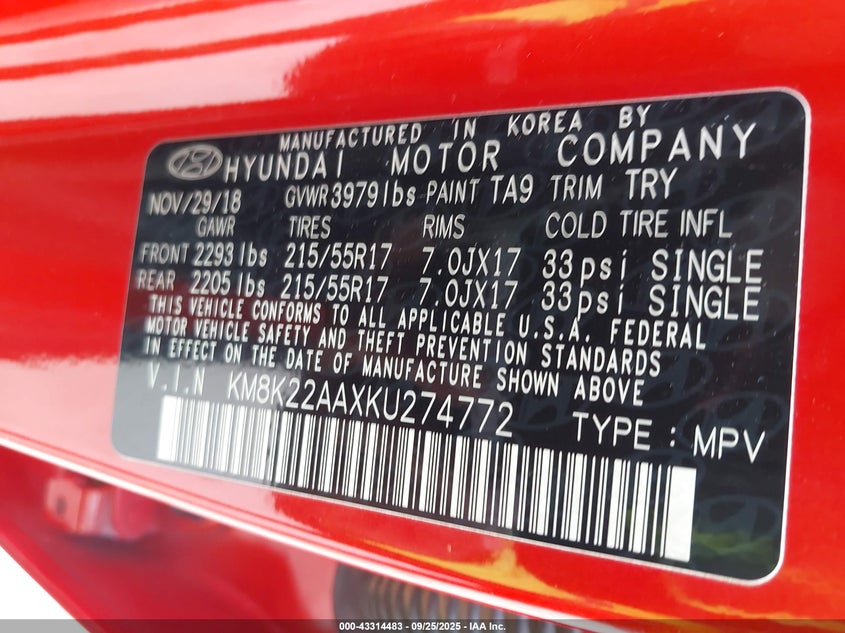 MANUFACTURED IN KOREA BY
HYUNDAI MOTOR COMPANY
NOV/29/18 GVWR 3979lbs PAINT TA9 TRIM TRY
GAWR TIRES RIMS COLD TIRE INFL
FRONT 2293lbs 215/55R17 7.0JX17 33psi SINGLE
REAR 2205lbs 215/55R17 7.0JX17 33psi SINGLE
THIS VEHICLE CONFORMS TO ALL APPLICABLE U.S.A. FEDERAL
MOTOR VEHICLE SAFETY AND THEFT PREVENTION STANDARDS
IN EFFECT ON THE DATE OF MANUFACTURE SHOWN ABOVE
V.I.N KM8K22AAXKU274772 TYPE : MPV
000-43314483 - 09/25/2025 - IAA Inc.